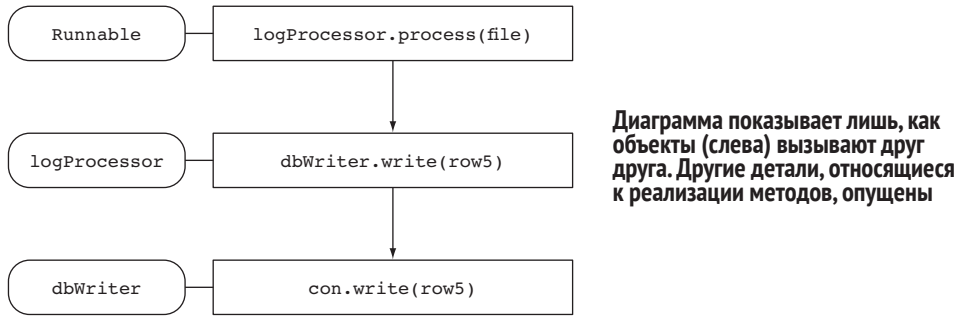 Runnable
logProcessor.process(file)
logProcessor
dbWriter.write(row5)
Диаграмма показывает лишь, как
объекты (слева) вызывают друг
друга. Другие детали, относящиеся
к реализации методов, опущены
dbWriter
con.write(row5)